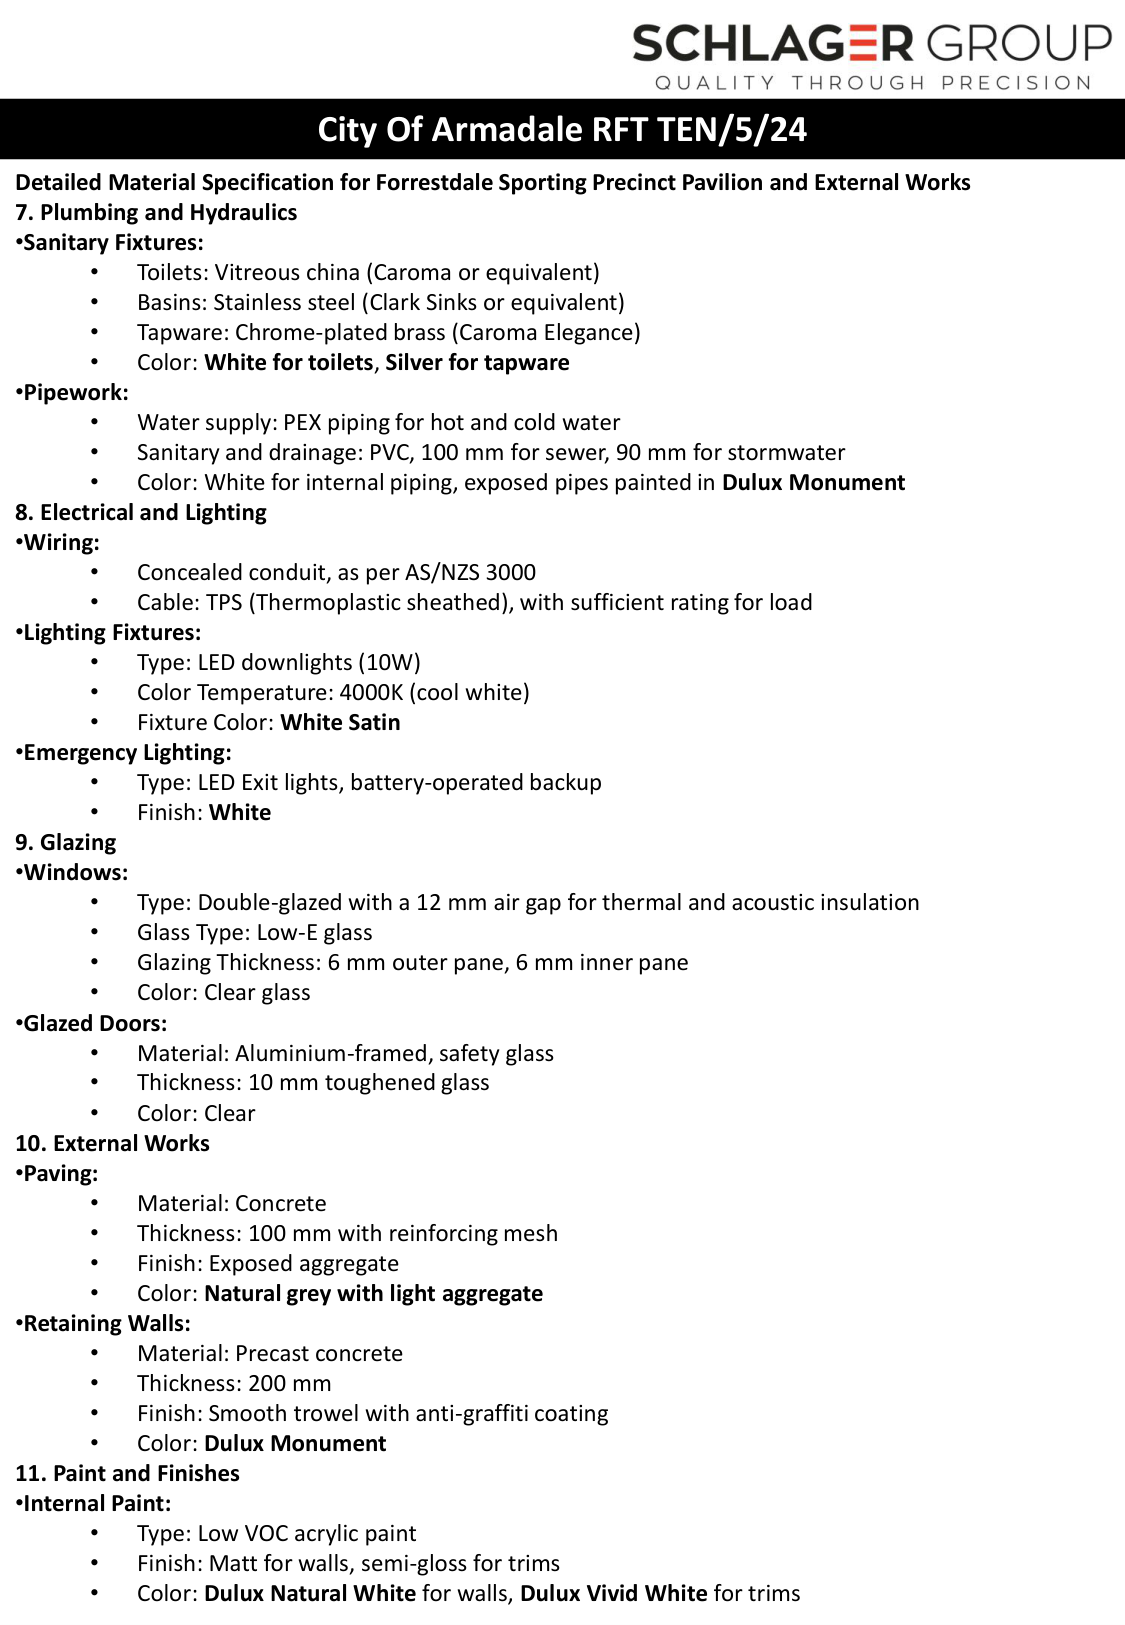 SCHLAGER GROUP
QUALITY THROUGH PRECISION
City Of Armadale RFT TEN/5/24
Detailed Material Specification for Forrestdale Sporting Precinct Pavilion and External Works
7. Plumbing and Hydraulics
•Sanitary Fixtures:
• Toilets: Vitreous china (Caroma or equivalent)
• Basins: Stainless steel (Clark Sinks or equivalent)
• Tapware: Chrome-plated brass (Caroma Elegance)
• Color: White for toilets, Silver for tapware
•Pipework:
• Water supply: PEX piping for hot and cold water
• Sanitary and drainage: PVC, 100 mm for sewer, 90 mm for stormwater
• Color: White for internal piping, exposed pipes painted in Dulux Monument
8. Electrical and Lighting
•Wiring:
• Concealed conduit, as per AS/NZS 3000
• Cable: TPS (Thermoplastic sheathed), with sufficient rating for load
•Lighting Fixtures:
• Type: LED downlights (10W)
• Color Temperature: 4000K (cool white)
• Fixture Color: White Satin
•Emergency Lighting:
• Type: LED Exit lights, battery-operated backup
• Finish: White
9. Glazing
•Windows:
• Type: Double-glazed with a 12 mm air gap for thermal and acoustic insulation
• Glass Type: Low-E glass
• Glazing Thickness: 6 mm outer pane, 6 mm inner pane
• Color: Clear glass
•Glazed Doors:
• Material: Aluminium-framed, safety glass
• Thickness: 10 mm toughened glass
• Color: Clear
10. External Works
•Paving:
• Material: Concrete
• Thickness: 100 mm with reinforcing mesh
• Finish: Exposed aggregate
• Color: Natural grey with light aggregate
•Retaining Walls:
• Material: Precast concrete
• Thickness: 200 mm
• Finish: Smooth trowel with anti-graffiti coating
• Color: Dulux Monument
11. Paint and Finishes
•Internal Paint:
• Type: Low VOC acrylic paint
• Finish: Matt for walls, semi-gloss for trims
• Color: Dulux Natural White for walls, Dulux Vivid White for trims